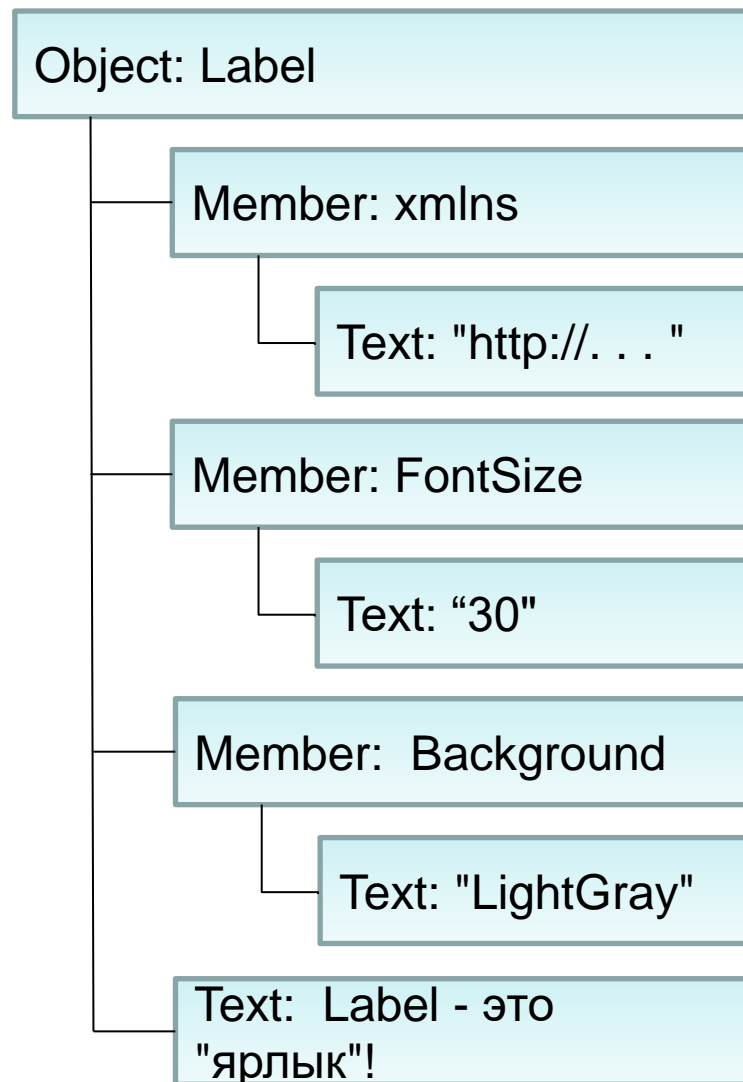 Object: Label
Member: xmlns
Text: "http://. . . "
Member: FontSize
Text: “30"
Member:  Background
Text: "LightGray"
Text:  Label - это
"ярлык"!